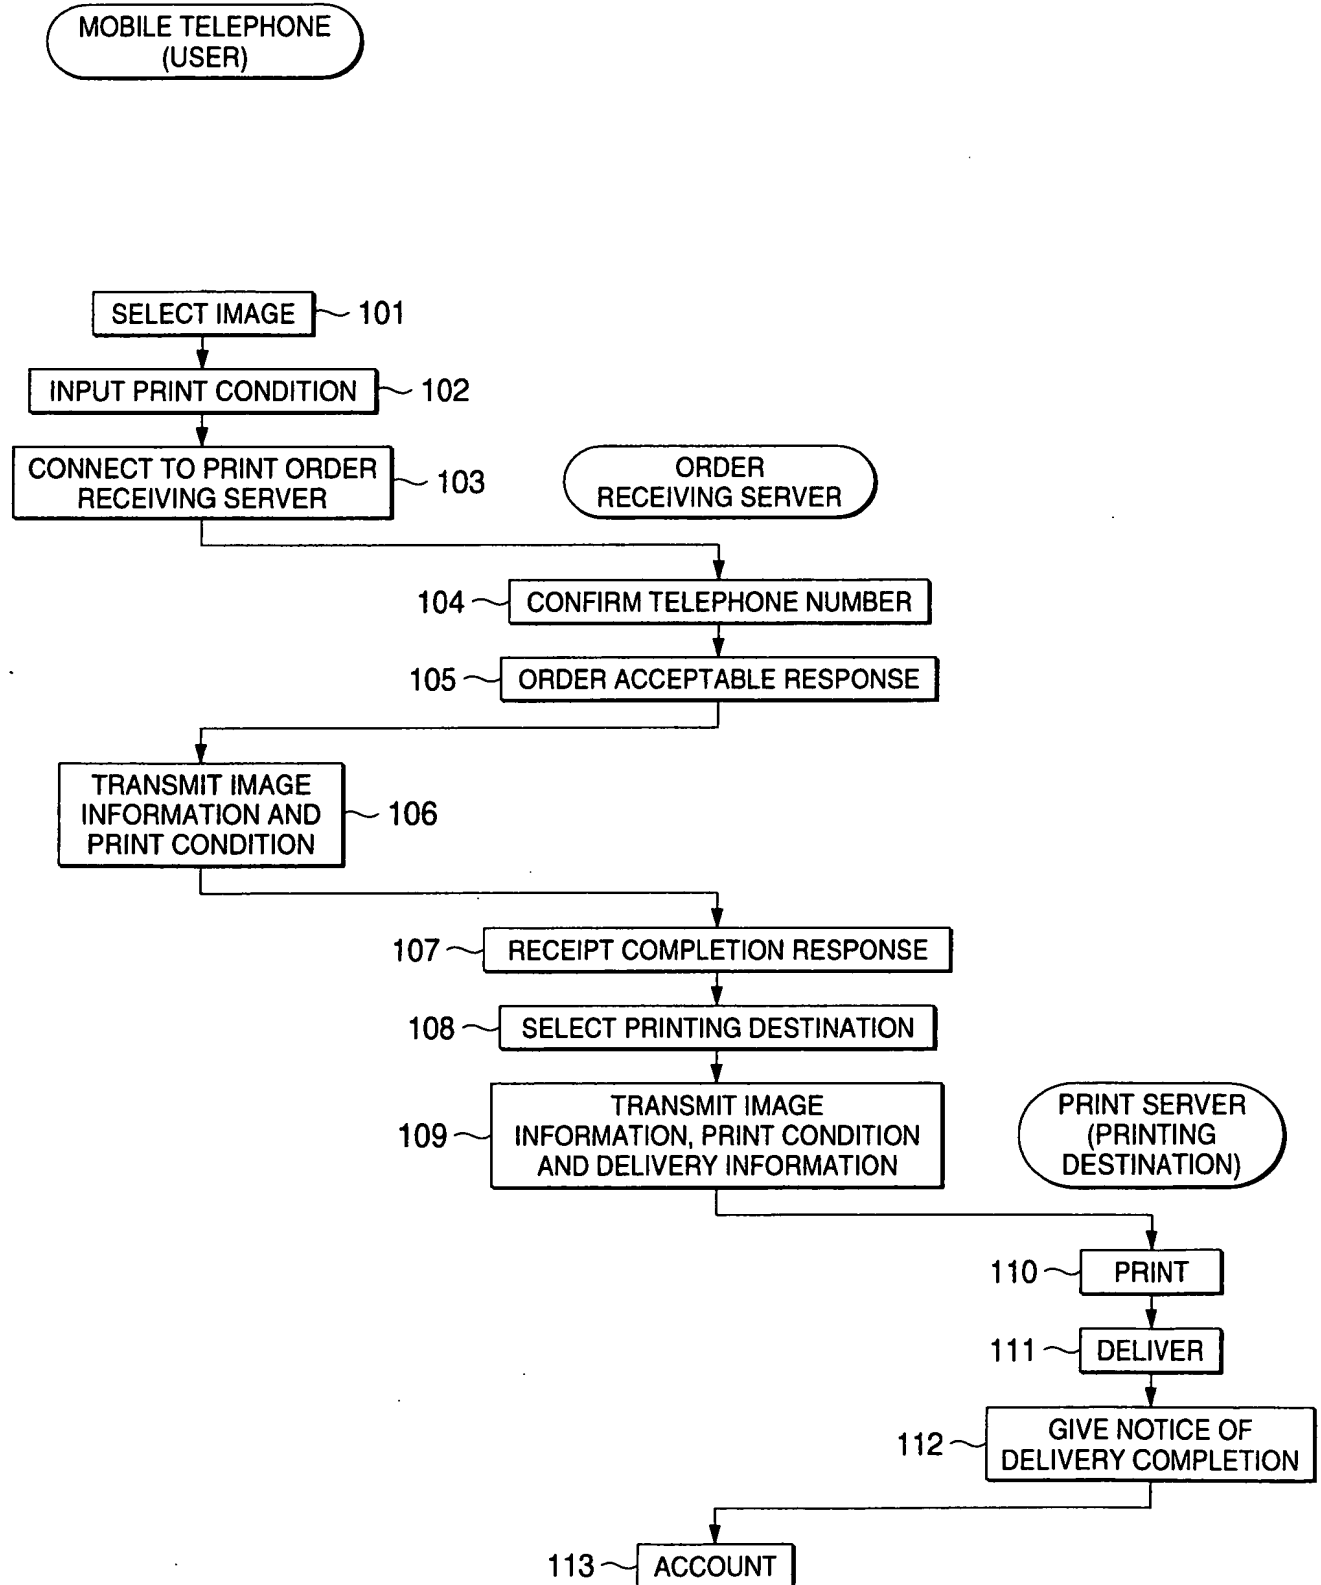 MOBILE TELEPHONE
(USER)
SELECT IMAGE
101
INPUT PRINT CONDITION
102
CONNECT TO PRINT ORDER
RECEIVING SERVER
103
ORDER
RECEIVING SERVER
104
CONFIRM TELEPHONE NUMBER
105
ORDER ACCEPTABLE RESPONSE
TRANSMIT IMAGE
INFORMATION AND
PRINT CONDITION
106
107
RECEIPT COMPLETION RESPONSE
108
SELECT PRINTING DESTINATION
109
TRANSMIT IMAGE
INFORMATION, PRINT CONDITION
AND DELIVERY INFORMATION
PRINT SERVER
(PRINTING
DESTINATION)
110
PRINT
111
DELIVER
112
GIVE NOTICE OF
DELIVERY COMPLETION
113
ACCOUNT